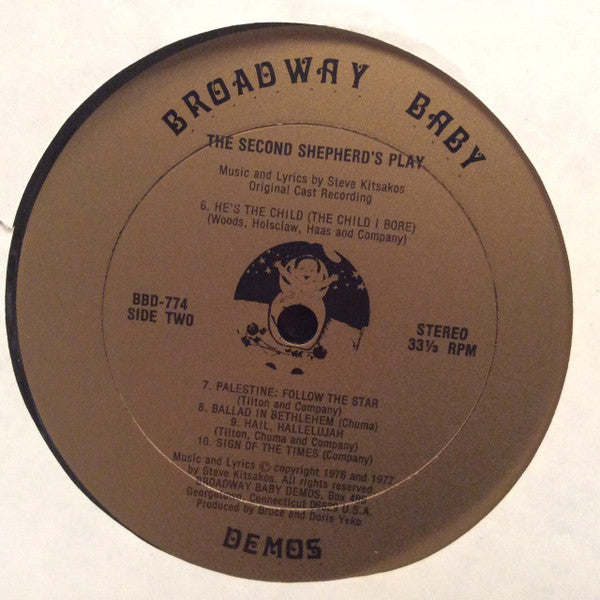 BROADWAY BABY
THE SECOND SHEPHERD'S PLAY
Music and Lyrics by Steve Kitsakos
Original Cast Recording
6. HE'S THE CHILD (THE CHILD I BORE)
(Woods, Holsclaw, Haas and Company)
BBD-774
SIDE TWO
STEREO
33⅓ RPM
7. PALESTINE: FOLLOW THE STAR
(Tilton and Company)
8. BALLAD IN BETHLEHEM (Chuma)
9. HAIL, HALLELUJAH
(Tilton, Chuma and Company)
10. SIGN OF THE TIMES (Company)
Music and Lyrics © copyright 1976 and 1977
by Steve Kitsakos. All rights reserved.
BROADWAY BABY DEMOS, Box 
Georgetown, Connecticut U.S.A.
Produced by Bruce and Doris Yeko
DEMOS